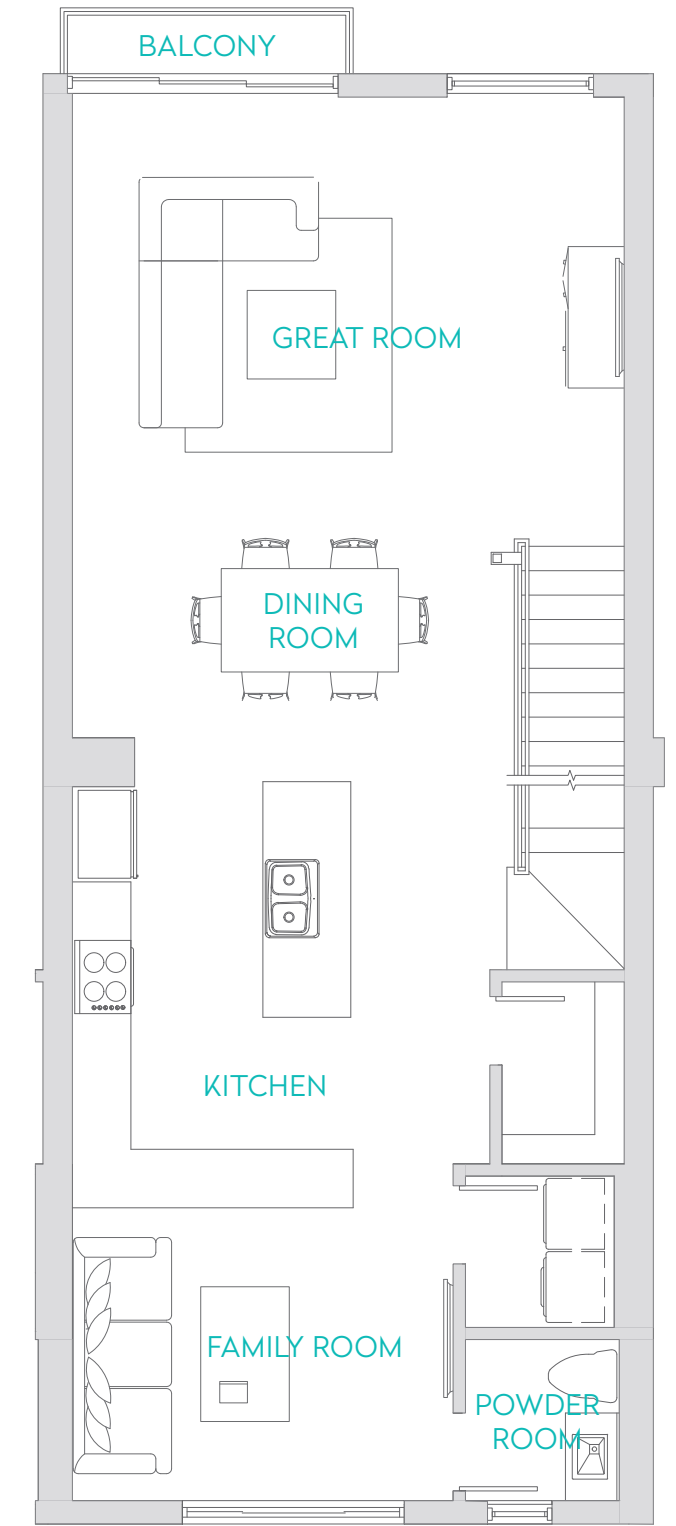 BALCONY
GREAT ROOM
DINING
ROOM
KITCHEN
FAMILY ROOM
POWDER
ROOM